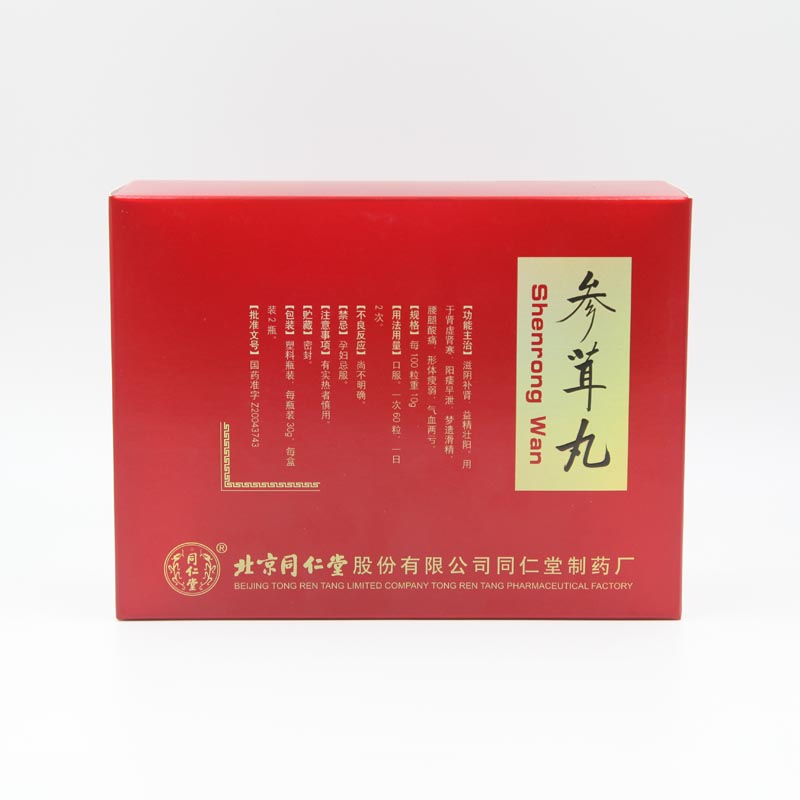 参茸丸
Shenrong Wan
【功能主治】滋阴补肾，益精壮阳。用
于肾虚肾寒，阳痿早泄，梦遗滑精，
腰腿酸痛，形体瘦弱，气血两亏。
【规格】每100粒重10g
【用法用量】口服。一次60粒，一日
2次。
【不良反应】尚不明确。
【禁忌】孕妇忌服。
【注意事项】有实热者慎用。
【贮藏】密封。
【包装】塑料瓶装，每瓶装30g，每盒
装2瓶。
【批准文号】国药准字Z20043743
同仁堂
®
北京同仁堂股份有限公司同仁堂制药厂
BEIJING TONG REN TANG LIMITED COMPANY TONG REN TANG PHARMACEUTICAL FACTORY